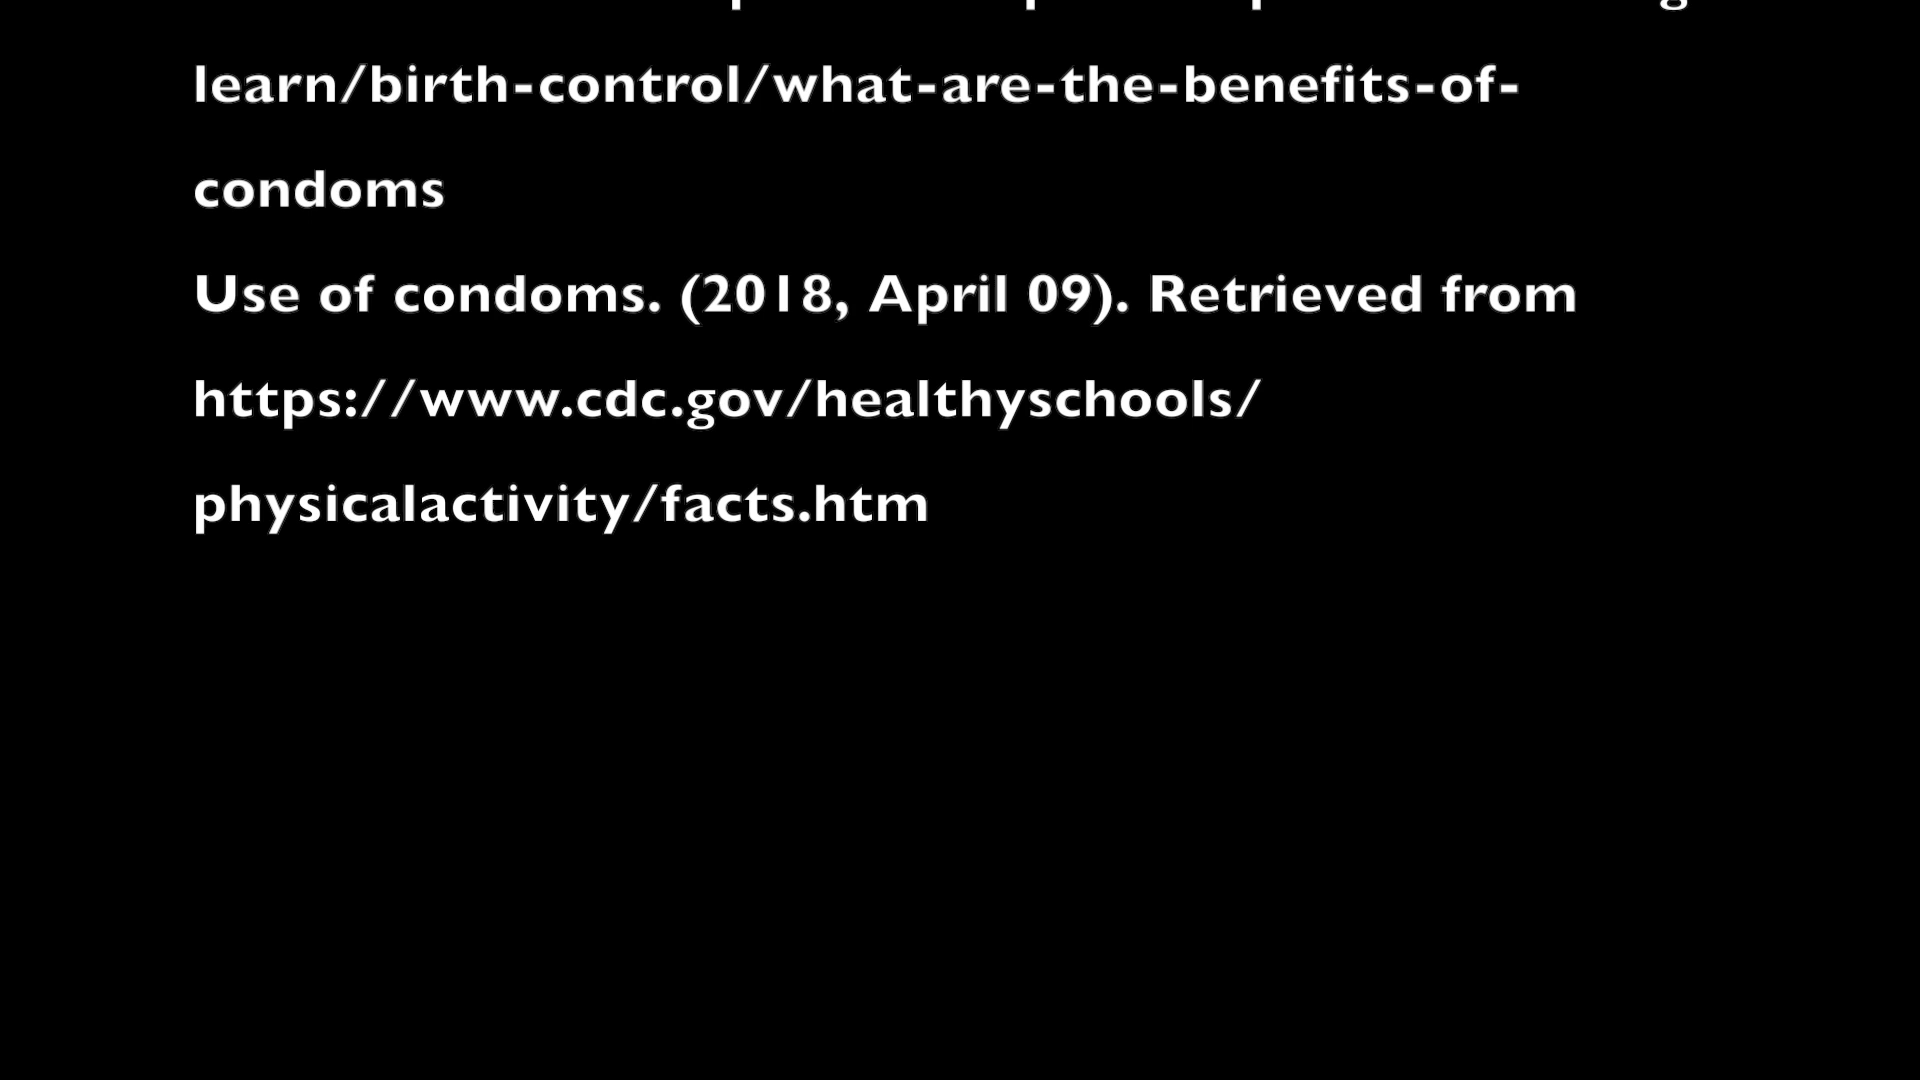 learn/birth-control/what-are-the-benefits-of-
condoms
Use of condoms. (2018, April 09). Retrieved from
https://www.cdc.gov/healthyschools/
physicalactivity/facts.htm